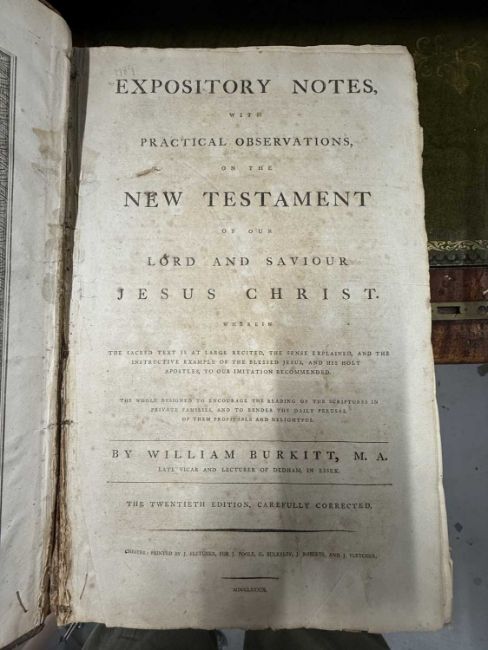 1789
EXPOSITORY NOTES,
WITH
PRACTICAL OBSERVATIONS,
ON THE
NEW TESTAMENT
OF OUR
LORD AND SAVIOUR
JESUS CHRIST.
WHEREIN
THE SACRED TEXT IS AT LARGE RECITED, THE SENSE EXPLAINED, AND THE
INSTRUCTIVE EXAMPLE OF THE BLESSED JESUS, AND HIS HOLY
APOSTLES, TO OUR IMITATION RECOMMENDED.
THE WHOLE DESIGNED TO ENCOURAGE THE READING OF THE SCRIPTURES IN
PRIVATE FAMILIES, AND TO RENDER THE DAILY PERUSAL
OF THEM PROFITABLE AND DELIGHTFUL.
BY WILLIAM BURKITT, M. A.
LATE VICAR AND LECTURER OF DEDHAM, IN ESSEX.
THE TWENTIETH EDITION, CAREFULLY CORRECTED.
CHESTER: PRINTED BY J. FLETCHER, FOR J. POOLE, C. BULKELEY, J. ROBERTS, AND J. FLETCHER.
MDCCLXXXIX.